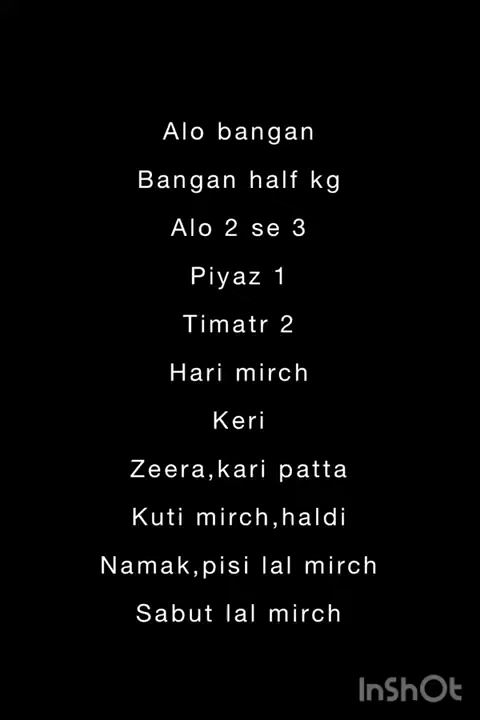 Alo bangan
Bangan half kg
Alo 2 se 3
Piyaz 1
Timatr 2
Hari mirch
Keri
Zeera,kari patta
Kuti mirch,haldi
Namak,pisi lal mirch
Sabut lal mirch
InShOt